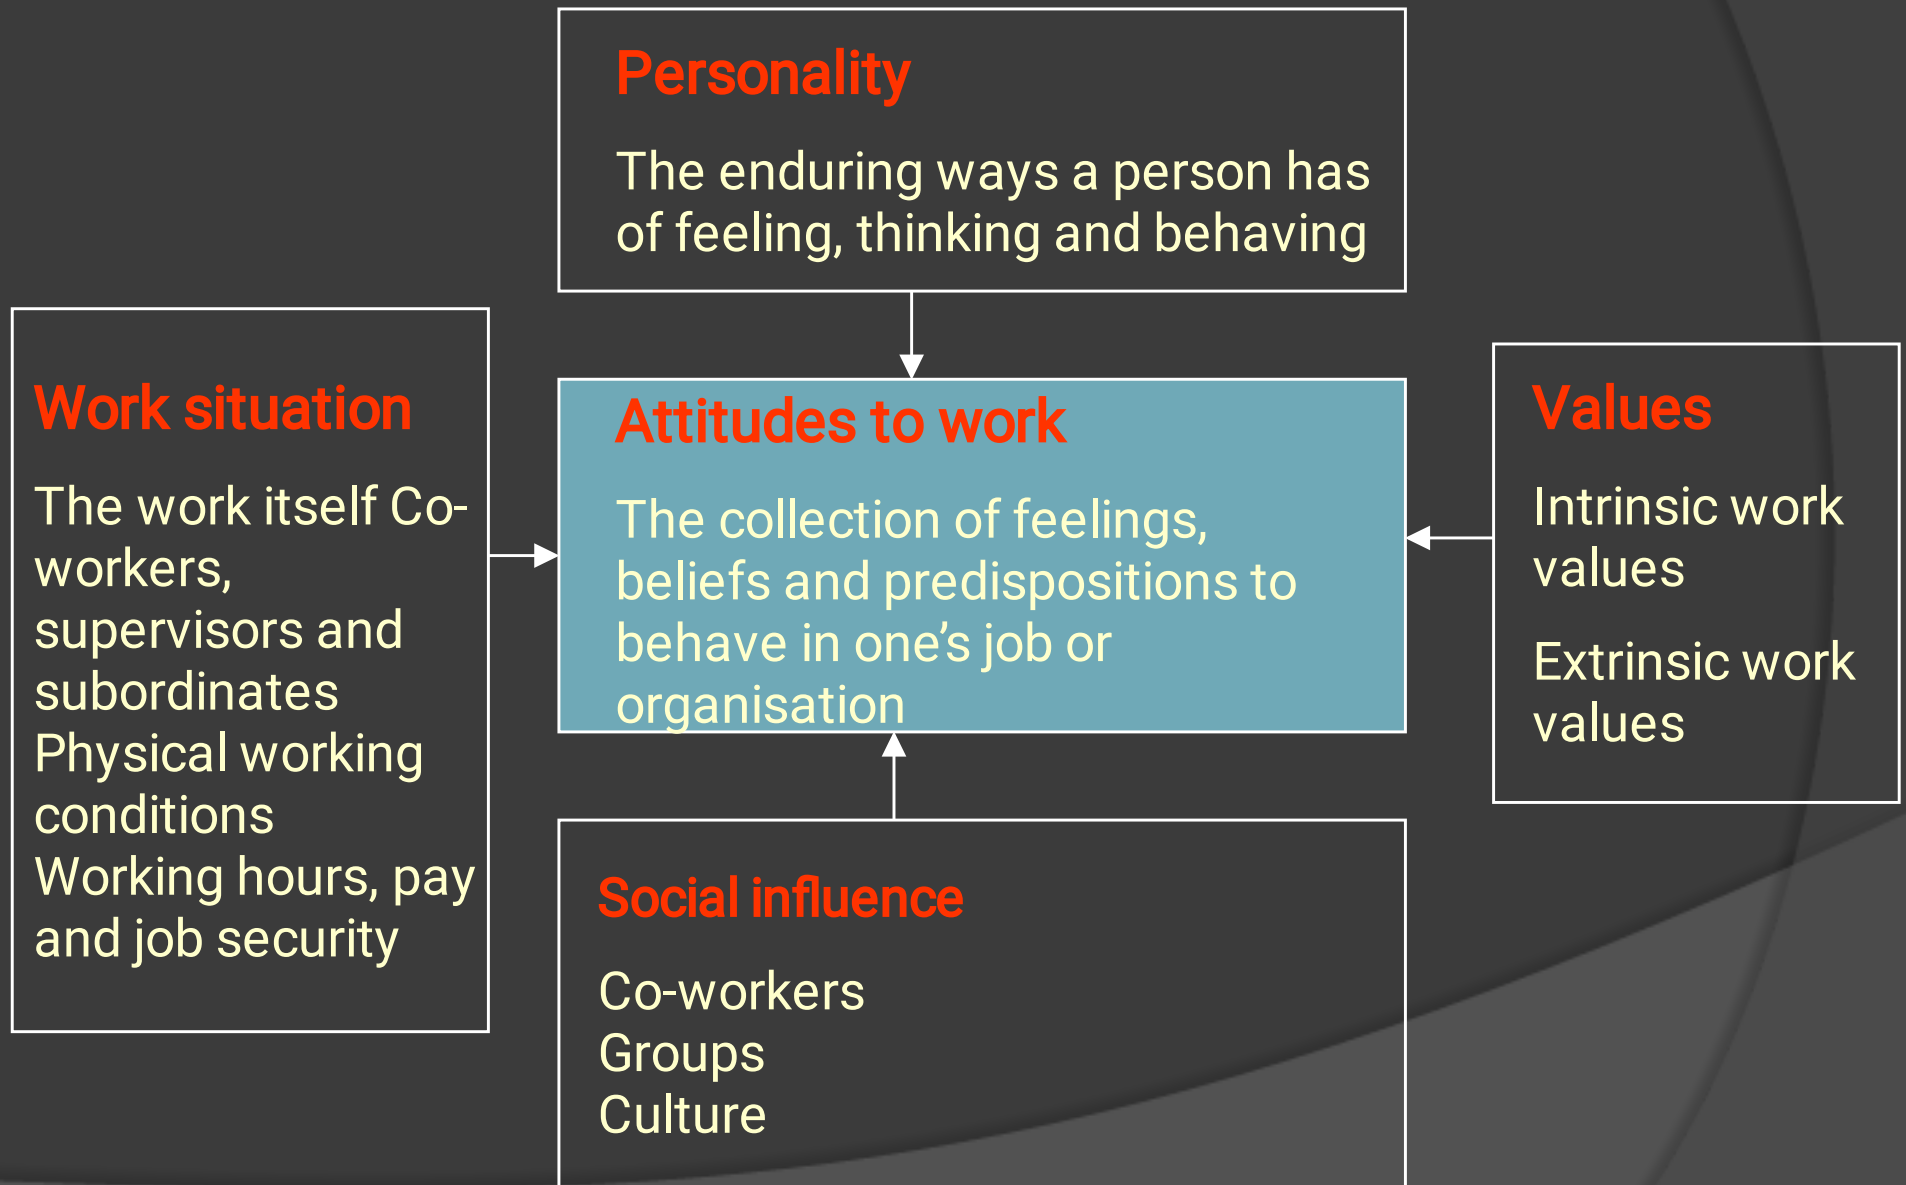 Personality
The enduring ways a person has
of feeling, thinking and behaving
Work situation
The work itself Co-
workers,
supervisors and
subordinates
Physical working
conditions
Working hours, pay
and job security
Attitudes to work
The collection of feelings,
beliefs and predispositions to
behave in one’s job or
organisation
Values
Intrinsic work
values
Extrinsic work
values
Social influence
Co-workers
Groups
Culture